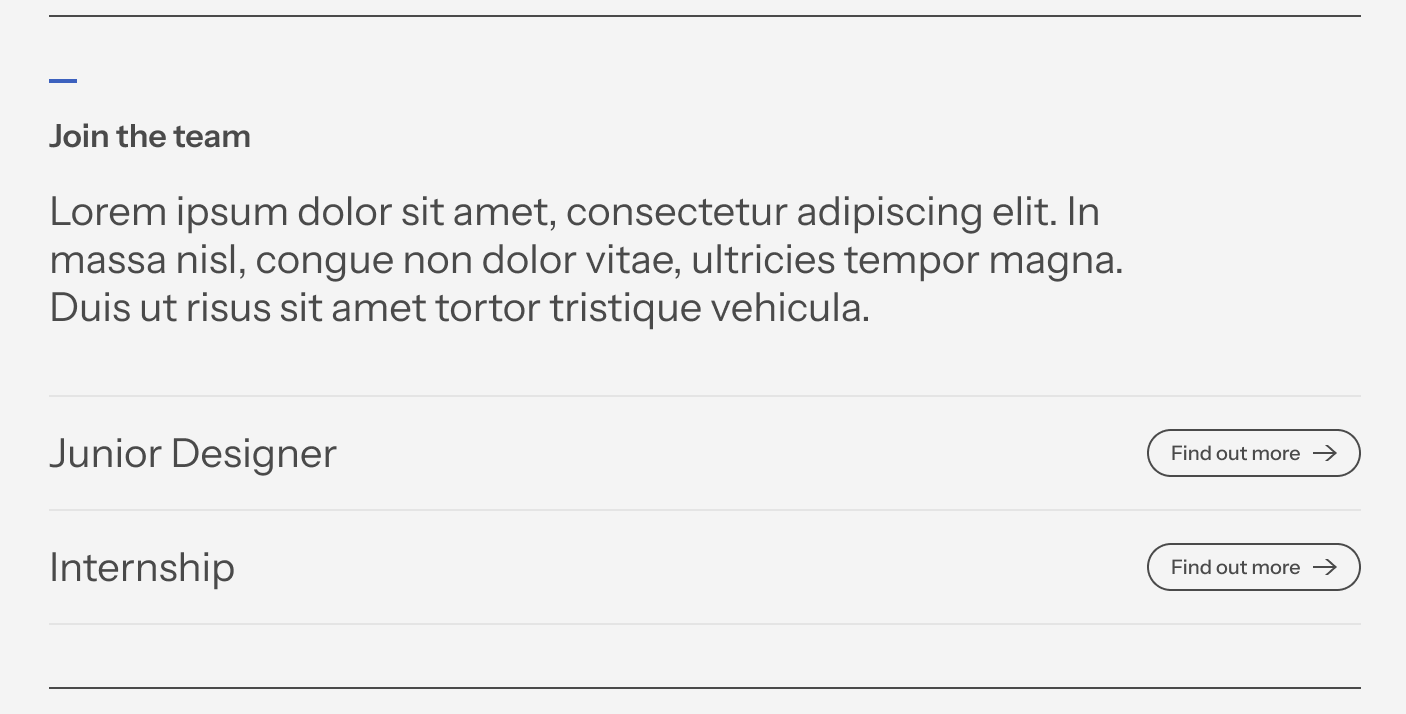 Join the team
Lorem ipsum dolor sit amet, consectetur adipiscing elit. In
massa nisl, congue non dolor vitae, ultricies tempor magna.
Duis ut risus sit amet tortor tristique vehicula.
Junior Designer
Find out more
Internship
Find out more